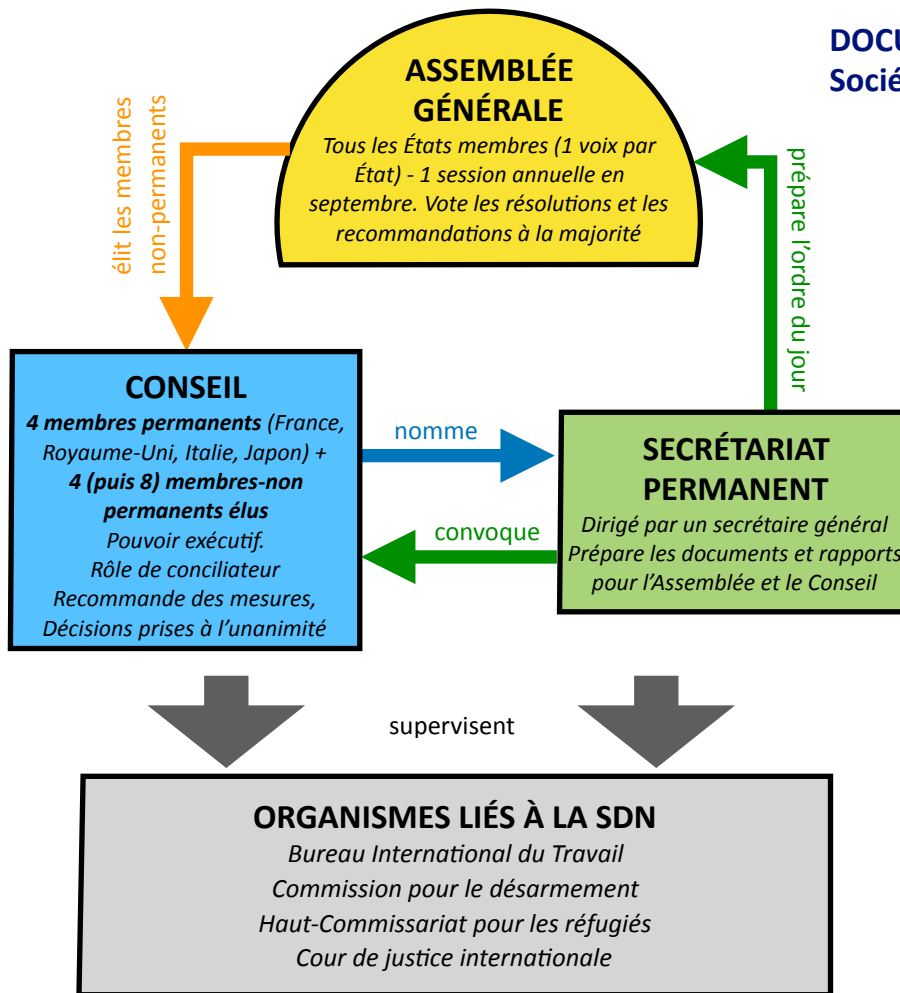 DOCU
Socié
ASSEMBLÉE
GÉNÉRALE
Tous les États membres (1 voix par
État) - 1 session annuelle en
septembre. Vote les résolutions et les
recommandations à la majorité
élit les membres
non-permanents
prépare l'ordre du jour
CONSEIL
4 membres permanents (France,
Royaume-Uni, Italie, Japon) +
4 (puis 8) membres-non
permanents élus
Pouvoir exécutif.
Rôle de conciliateur
Recommande des mesures,
Décisions prises à l'unanimité
nomme
convoque
SECRÉTARIAT
PERMANENT
Dirigé par un secrétaire général
Prépare les documents et rapports
pour l'Assemblée et le Conseil
supervisent
ORGANISMES LIÉS À LA SDN
Bureau International du Travail
Commission pour le désarmement
Haut-Commissariat pour les réfugiés
Cour de justice internationale